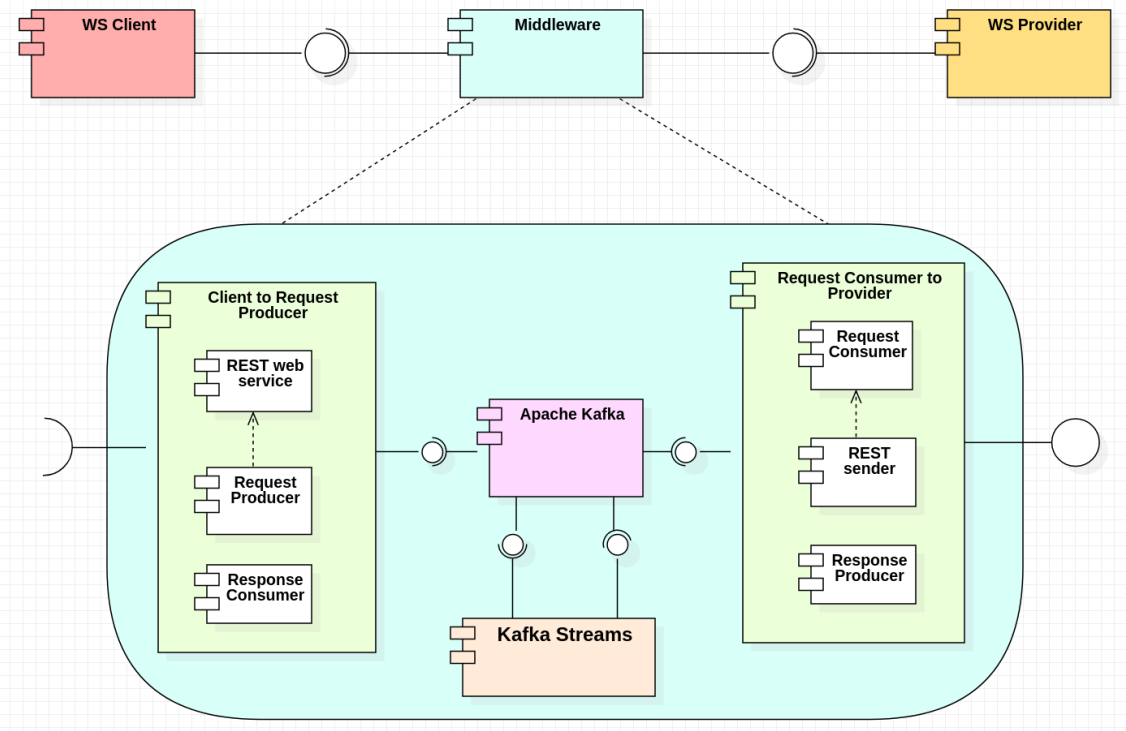 WS Client
Middleware
WS Provider
Client to Request
Producer
REST web
service
Request
Producer
Response
Consumer
Apache Kafka
Kafka Streams
Request Consumer to
Provider
Request
Consumer
REST
sender
Response
Producer